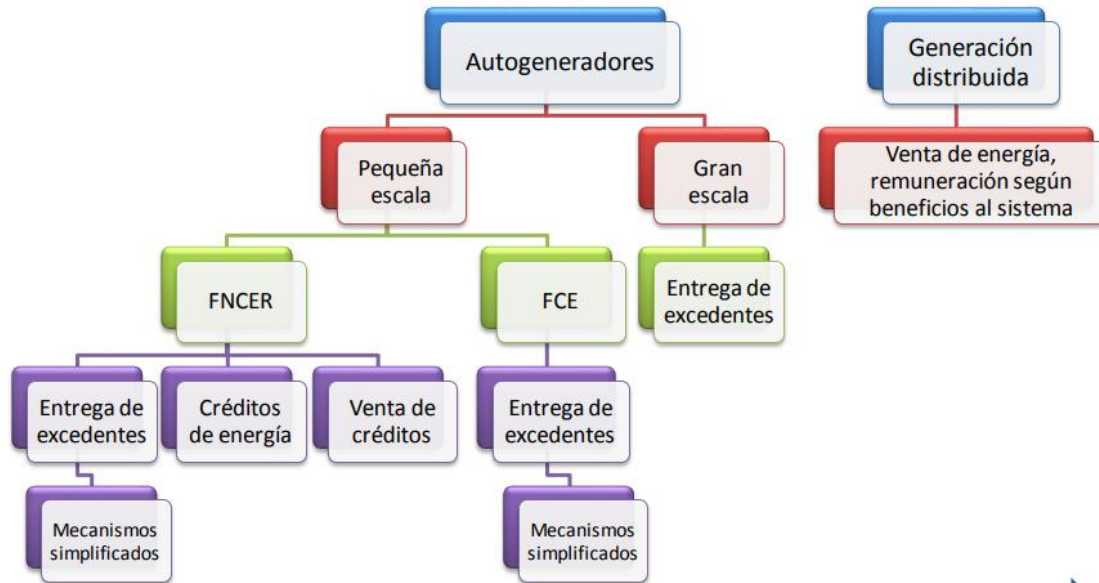 Autogeneradores
Generación
distribuida
Pequeña
escala
Gran
escala
Venta de energía,
remuneración según
beneficios al sistema
FNCER
FCE
Entrega de
excedentes
Entrega de
excedentes
Créditos
de energía
Venta de
créditos
Entrega de
excedentes
Mecanismos
simplificados
Mecanismos
simplificados